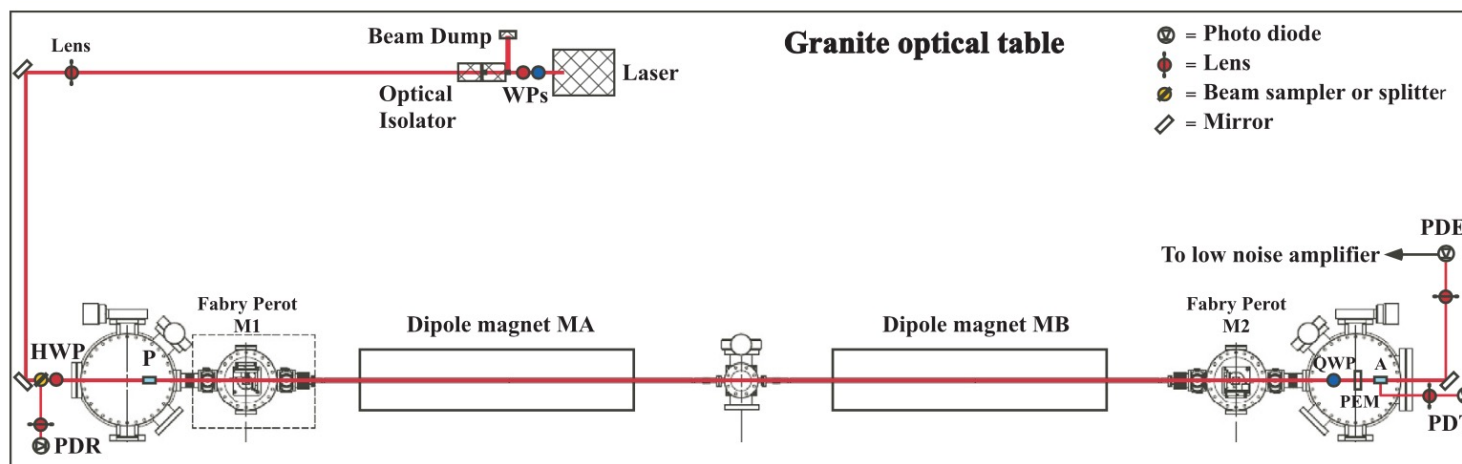 Beam Dump
Granite optical table
= Photo diode
Lens
= Lens
Laser
Optical
Isolator
WPs
= Beam sampler or splitter
= Mirror
PDE
To low noise amplifier
Fabry Perot
M1
Fabry Perot
M2
Dipole magnet MA
Dipole magnet MB
HWP
P
QWP
A
PEM
PDR
PDT